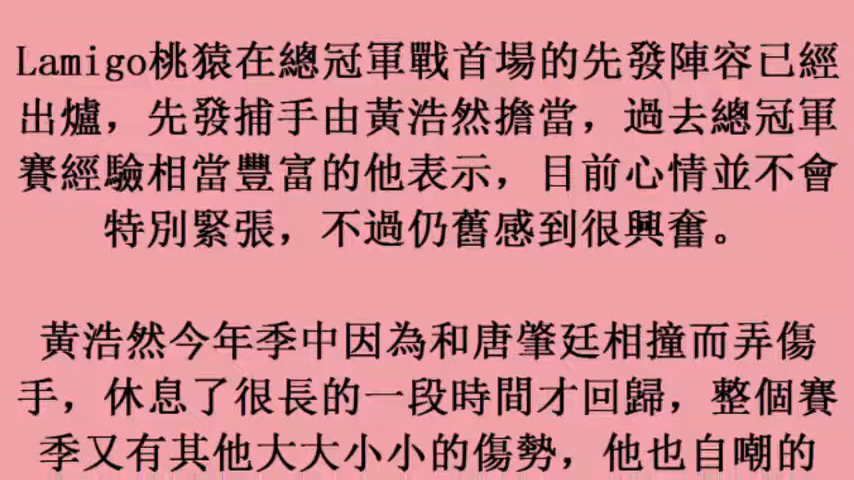 Lamigo桃猿在總冠軍戰首場的先發陣容已經
出爐，先發捕手由黃浩然擔當，過去總冠軍
賽經驗相當豐富的他表示，目前心情並不會
特別緊張，不過仍舊感到很興奮。
黃浩然今年季中因為和唐肇廷相撞而弄傷
手，休息了很長的一段時間才回歸，整個賽
季又有其他大大小小的傷勢，他也自嘲的